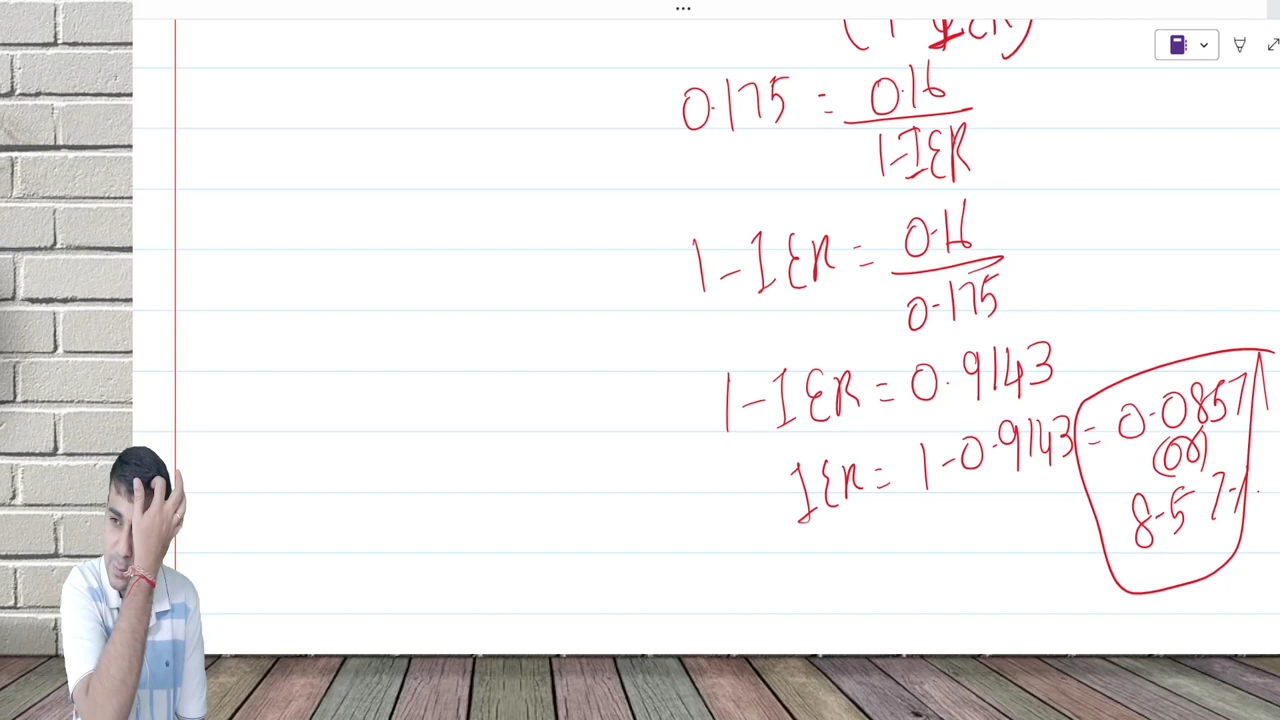 0.175 = 0.16
1-IER
1-IER = 0.16
0.175
1-IER = 0.9143
IER = 1-0.9143 = 0.0857
(or)
8.57%